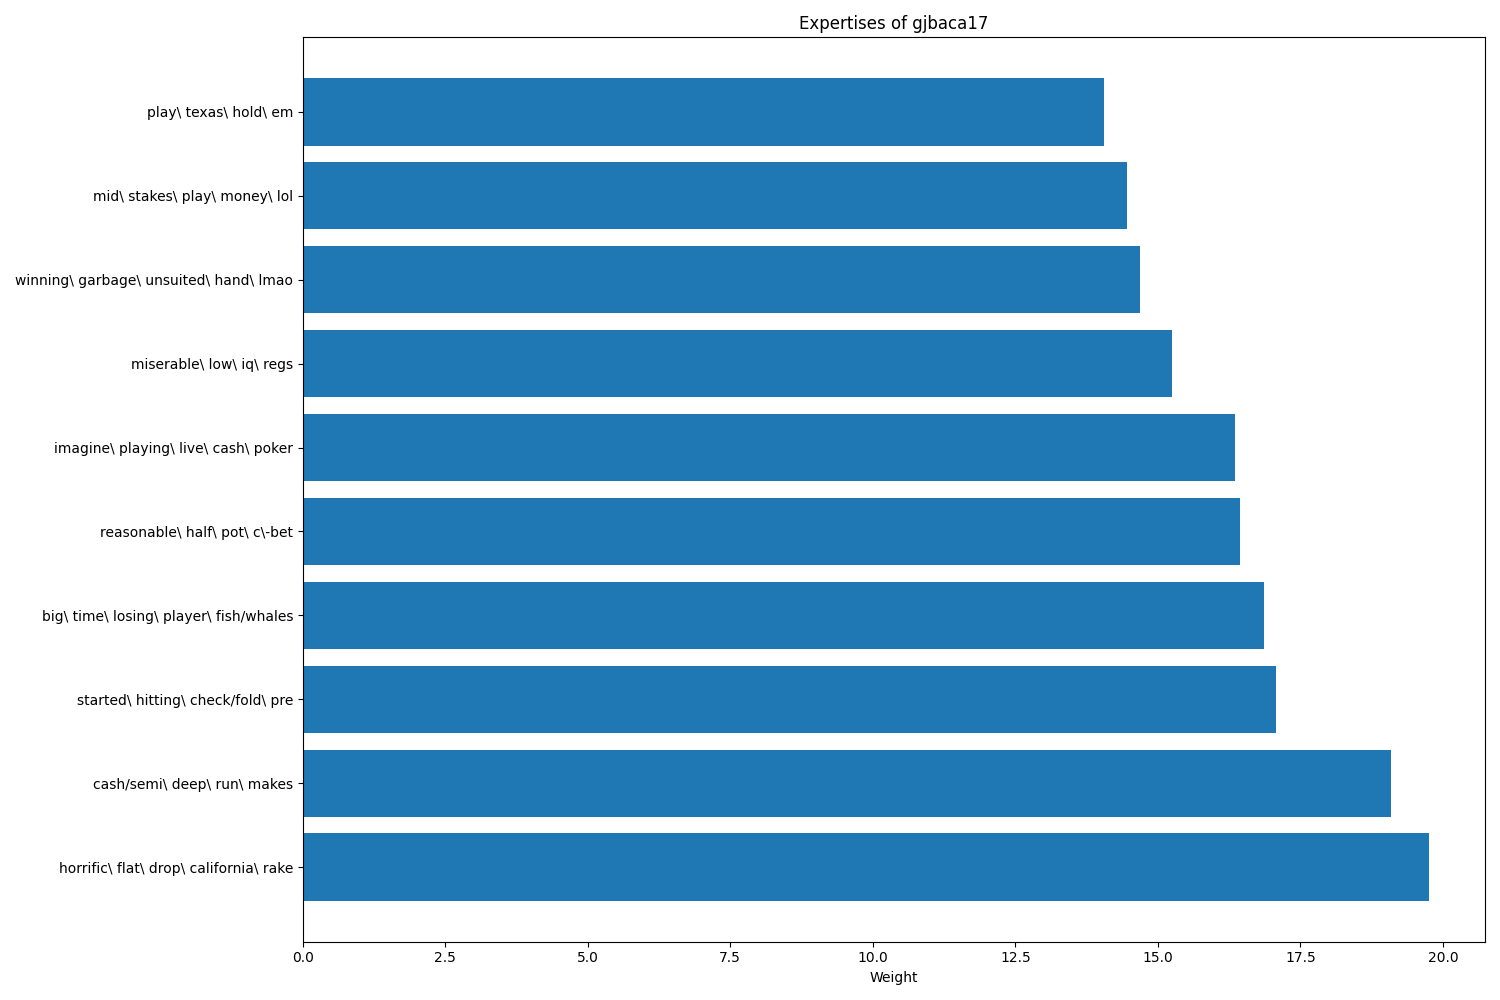 Expertises of gjbaca17
play\ texas\ hold\ em
mid\ stakes\ play\ money\ lol
winning\ garbage\ unsuited\ hand\ lmao
miserable\ low\ iq\ regs
imagine\ playing\ live\ cash\ poker
reasonable\ half\ pot\ c\-bet
big\ time\ losing\ player\ fish/whales
started\ hitting\ check/fold\ pre
cash/semi\ deep\ run\ makes
horrific\ flat\ drop\ california\ rake
0.0 2.5 5.0 7.5 10.0 12.5 15.0 17.5 20.0
Weight